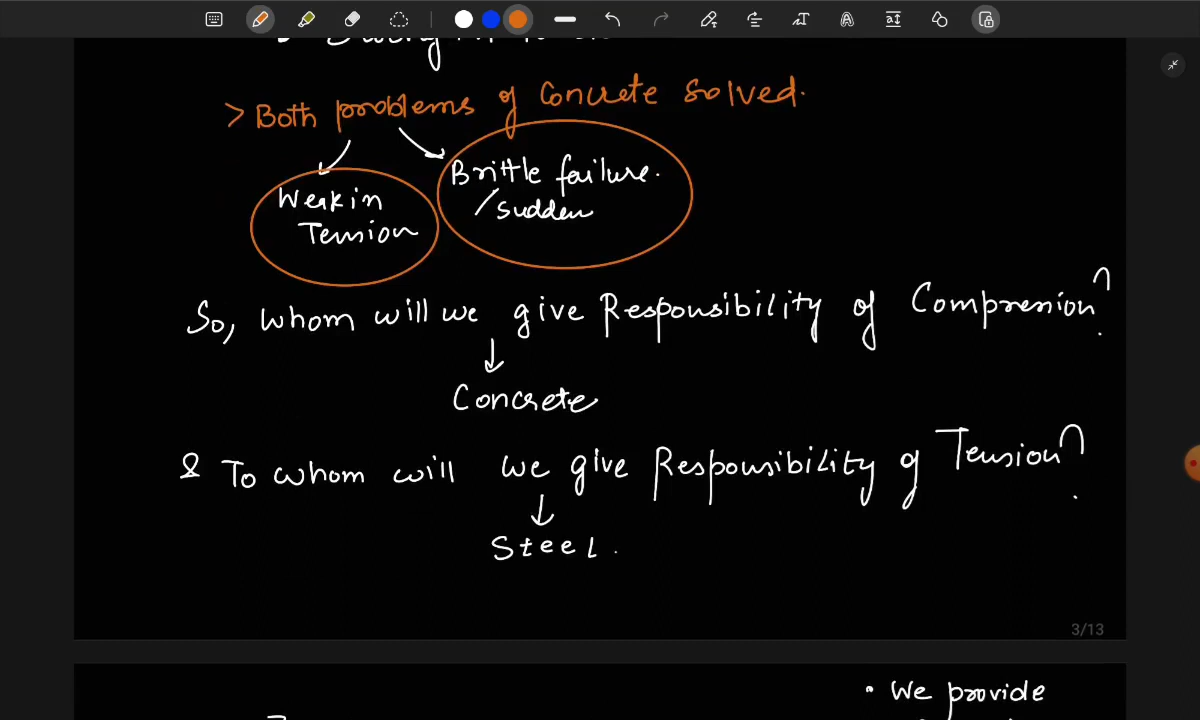 > Both problems of Concrete Solved.
Weak in
Tension
Brittle failure.
/sudden
So, whom will we give Responsibility of Compression?
Concrete
& To whom will we give Responsibility of Tension?
Steel.
3/13
• We provide